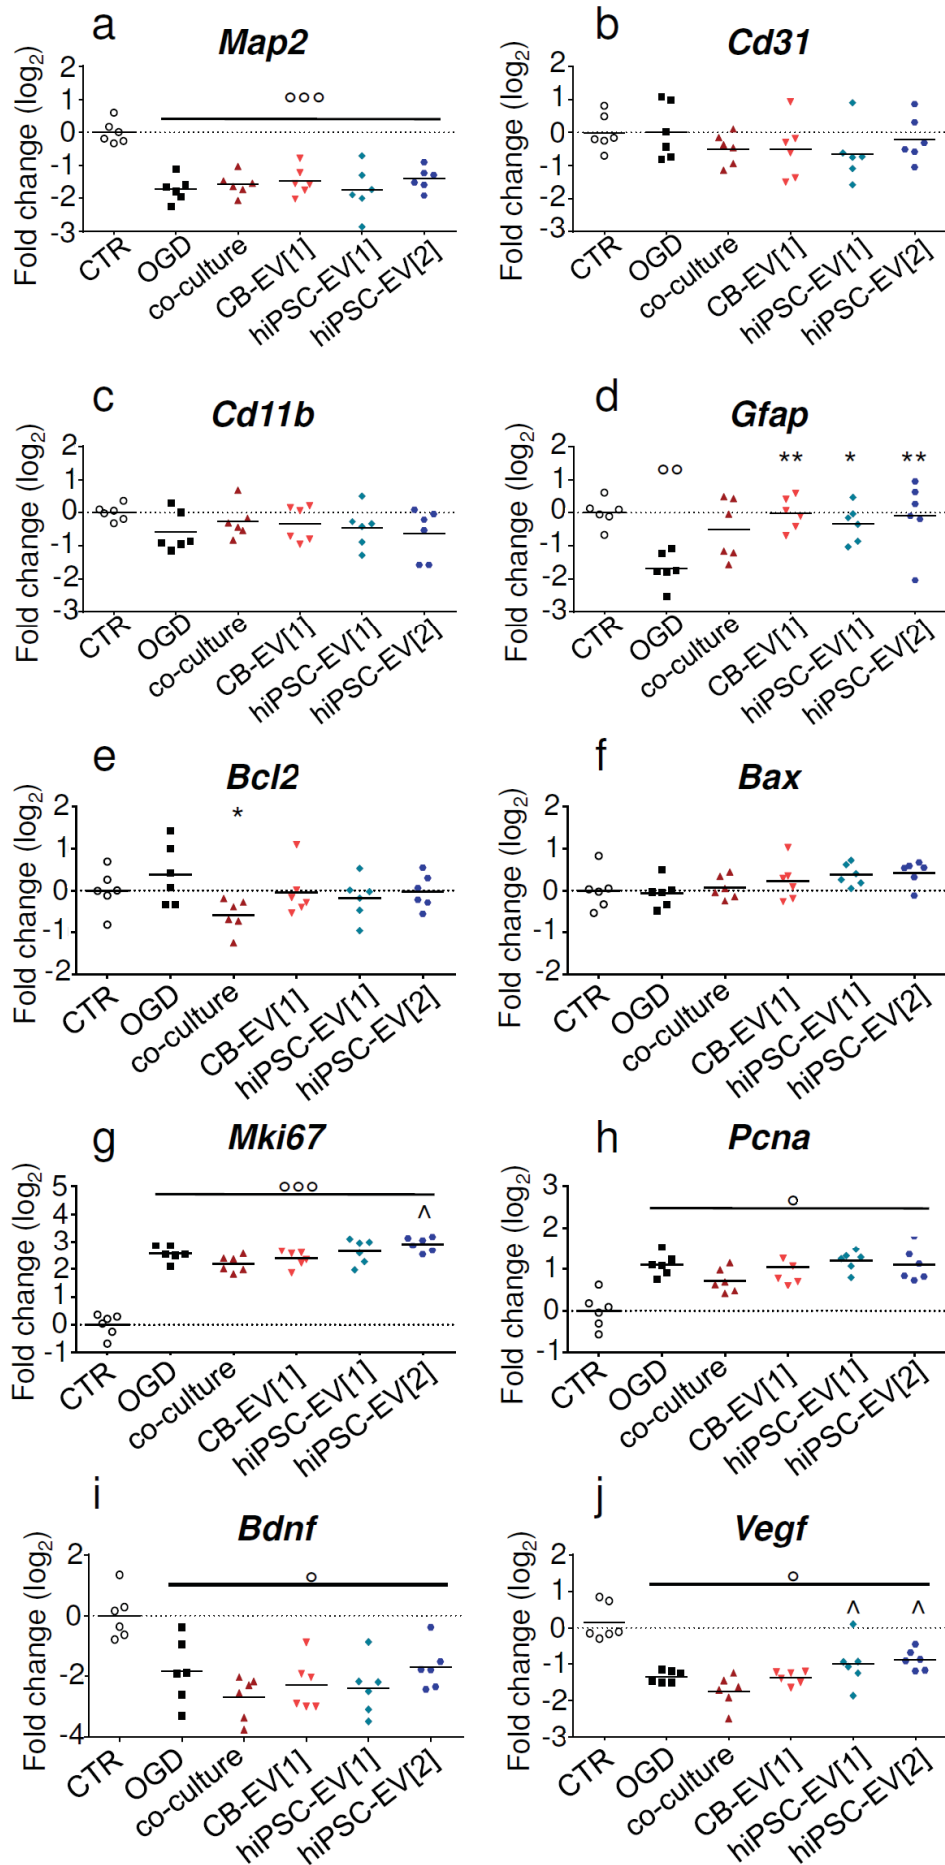 a
Map2
Fold change (log2)
2
1
0
-1
-2
-3
°°°
CTR
OGD
co-culture
CB-EV[1]
hiPSC-EV[1]
hiPSC-EV[2]
b
Cd31
Fold change (log2)
2
1
0
-1
-2
-3
CTR
OGD
co-culture
CB-EV[1]
hiPSC-EV[1]
hiPSC-EV[2]
c
Cd11b
Fold change (log2)
2
1
0
-1
-2
-3
CTR
OGD
co-culture
CB-EV[1]
hiPSC-EV[1]
hiPSC-EV[2]
d
Gfap
Fold change (log2)
2
1
0
-1
-2
-3
°°
**
*
**
CTR
OGD
co-culture
CB-EV[1]
hiPSC-EV[1]
hiPSC-EV[2]
e
Bcl2
Fold change (log2)
2
1
0
-1
-2
*
CTR
OGD
co-culture
CB-EV[1]
hiPSC-EV[1]
hiPSC-EV[2]
f
Bax
Fold change (log2)
2
1
0
-1
-2
CTR
OGD
co-culture
CB-EV[1]
hiPSC-EV[1]
hiPSC-EV[2]
g
Mki67
Fold change (log2)
5
4
3
2
1
0
-1
°°°
^
CTR
OGD
co-culture
CB-EV[1]
hiPSC-EV[1]
hiPSC-EV[2]
h
Pcna
Fold change (log2)
3
2
1
0
-1
°
CTR
OGD
co-culture
CB-EV[1]
hiPSC-EV[1]
hiPSC-EV[2]
i
Bdnf
Fold change (log2)
2
0
-2
-4
°
CTR
OGD
co-culture
CB-EV[1]
hiPSC-EV[1]
hiPSC-EV[2]
j
Vegf
Fold change (log2)
2
1
0
-1
-2
-3
°
^
^
CTR
OGD
co-culture
CB-EV[1]
hiPSC-EV[1]
hiPSC-EV[2]